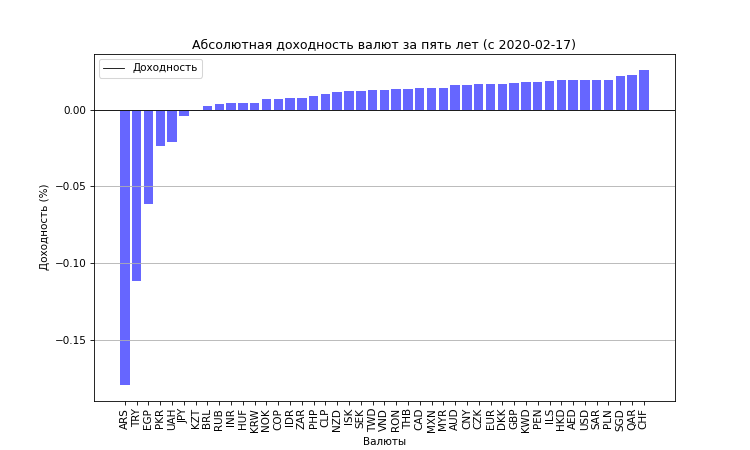 Абсолютная доходность валют за пять лет (с 2020-02-17)
Доходность
0.00
−0.05
−0.10
−0.15
Доходность (%)
ARS TRY EGP PKR UAH JPY KZT BRL RUB INR HUF KRW NOK COP IDR ZAR PHP CLP NZD ISK SEK TWD VND RON THB CAD MXN MYR AUD CNY CZK EUR DKK GBP KWD PEN ILS HKD AED USD SAR PLN SGD QAR CHF
Валюты